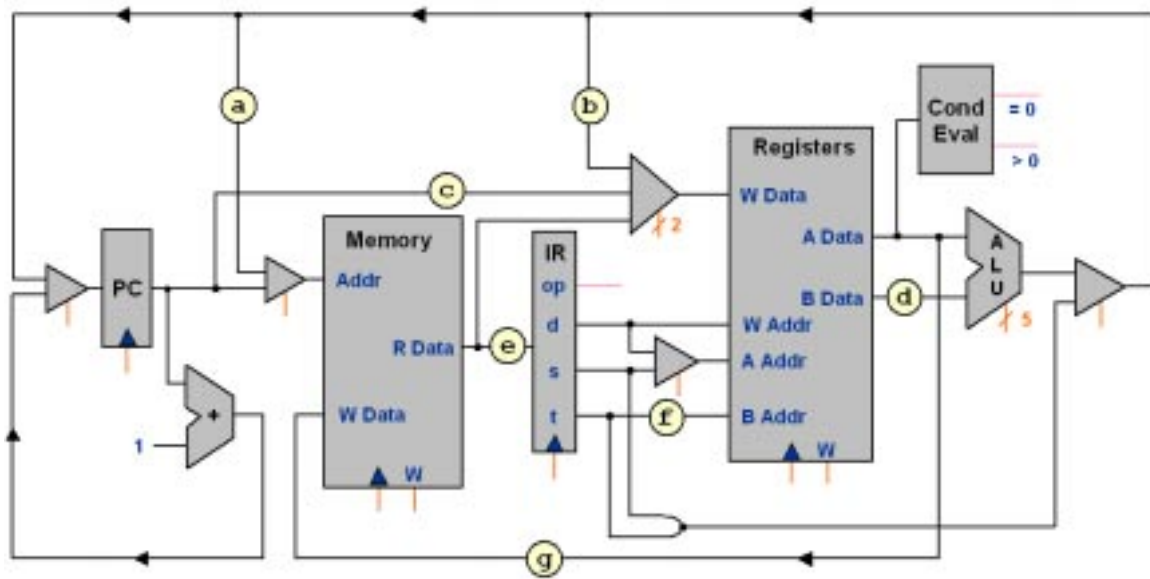 a
b
Cond
Eval
= 0
> 0
Registers
W Data
A Data
B Data
W Addr
A Addr
B Addr
W
c
2
Memory
Addr
R Data
W Data
W
IR
op
d
s
t
PC
+
1
A
L
U
5
d
e
f
g